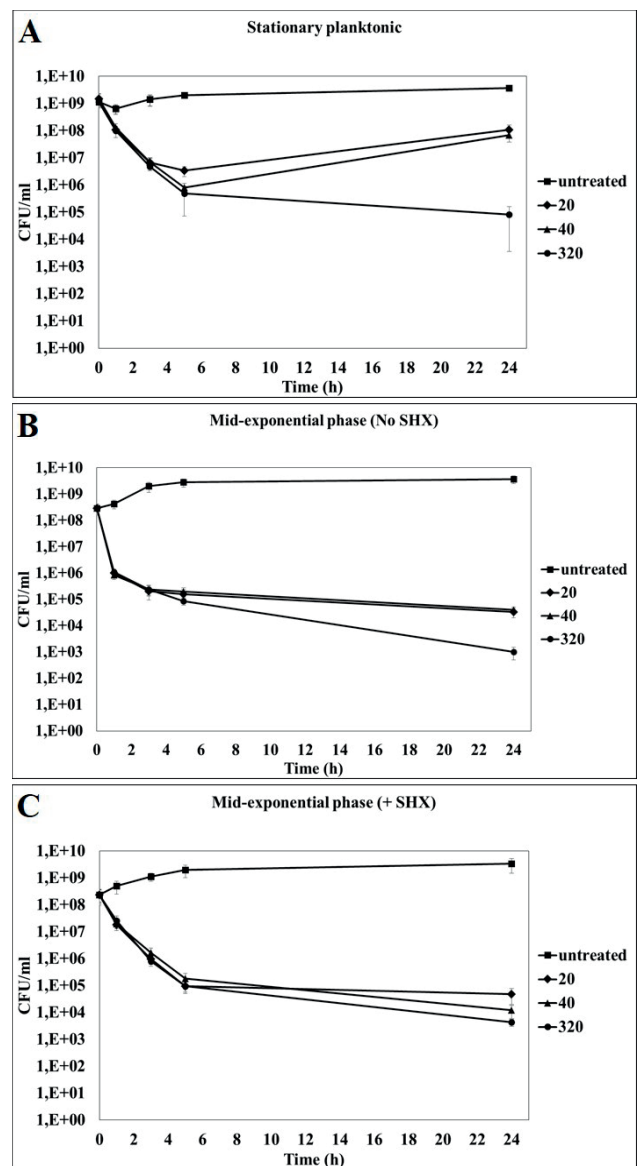 A
Stationary planktonic
1,E+10
1,E+09
1,E+08
1,E+07
1,E+06
1,E+05
1,E+04
1,E+03
1,E+02
1,E+01
1,E+00
CFU/ml
0 2 4 6 8 10 12 14 16 18 20 22 24
Time (h)
untreated
20
40
320
B
Mid-exponential phase (No SHX)
1,E+10
1,E+09
1,E+08
1,E+07
1,E+06
1,E+05
1,E+04
1,E+03
1,E+02
1,E+01
1,E+00
CFU/ml
0 2 4 6 8 10 12 14 16 18 20 22 24
Time (h)
untreated
20
40
320
C
Mid-exponential phase (+ SHX)
1,E+10
1,E+09
1,E+08
1,E+07
1,E+06
1,E+05
1,E+04
1,E+03
1,E+02
1,E+01
1,E+00
CFU/ml
0 2 4 6 8 10 12 14 16 18 20 22 24
Time (h)
untreated
20
40
320